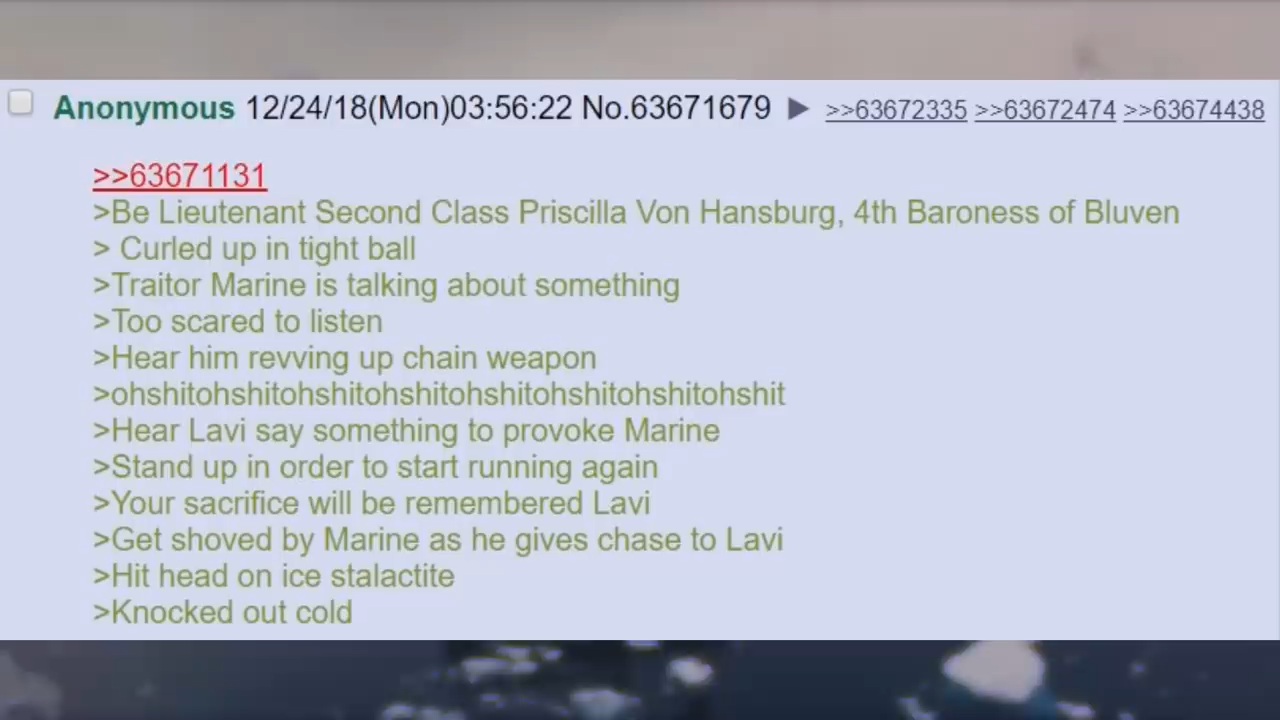 Anonymous 12/24/18(Mon)03:56:22 No.63671679 ▶ >>63672335 >>63672474 >>63674438
>>63671131
>Be Lieutenant Second Class Priscilla Von Hansburg, 4th Baroness of Bluven
> Curled up in tight ball
>Traitor Marine is talking about something
>Too scared to listen
>Hear him revving up chain weapon
>ohshitohshitohshitohshitohshitohshitohshitohshit
>Hear Lavi say something to provoke Marine
>Stand up in order to start running again
>Your sacrifice will be remembered Lavi
>Get shoved by Marine as he gives chase to Lavi
>Hit head on ice stalactite
>Knocked out cold